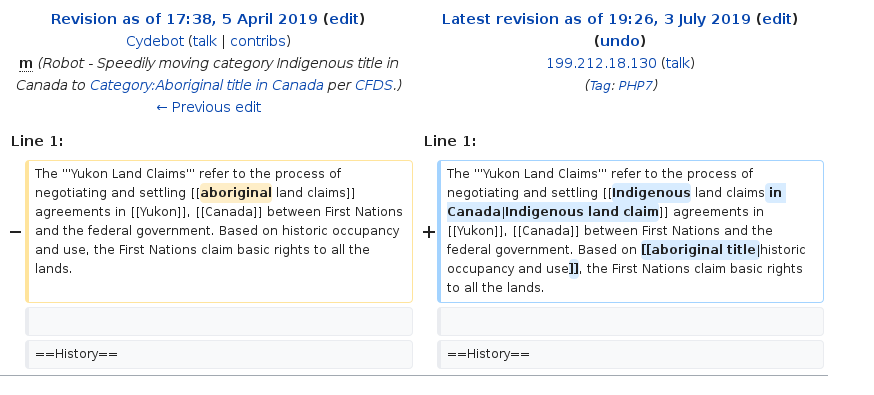 Revision as of 17:38, 5 April 2019 (edit)
Cydebot (talk | contribs)
m (Robot - Speedily moving category Indigenous title in
Canada to Category:Aboriginal title in Canada per CFDS.)
← Previous edit
Latest revision as of 19:26, 3 July 2019 (edit)
(undo)
199.212.18.130 (talk)
(Tag: PHP7)
Line 1:
Line 1:
−
The '''Yukon Land Claims''' refer to the process of
negotiating and settling [[aboriginal land claims]]
agreements in [[Yukon]], [[Canada]] between First Nations
and the federal government. Based on historic occupancy
and use, the First Nations claim basic rights to all the
lands.
+
The '''Yukon Land Claims''' refer to the process of
negotiating and settling [[Indigenous land claims in
Canada|Indigenous land claim]] agreements in
[[Yukon]], [[Canada]] between First Nations and the
federal government. Based on [[aboriginal title|historic
occupancy and use]], the First Nations claim basic rights
to all the lands.
==History==
==History==